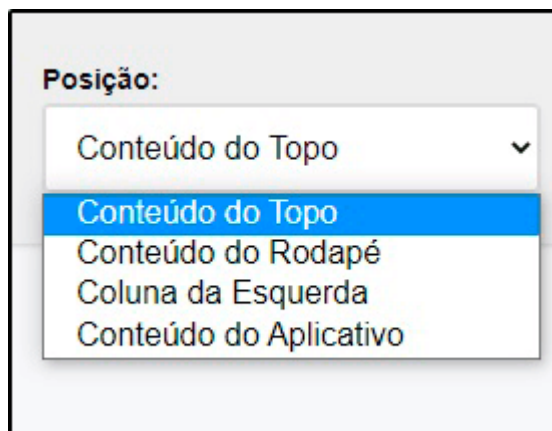 Posição:
Conteúdo do Topo
Conteúdo do Topo
Conteúdo do Rodapé
Coluna da Esquerda
Conteúdo do Aplicativo